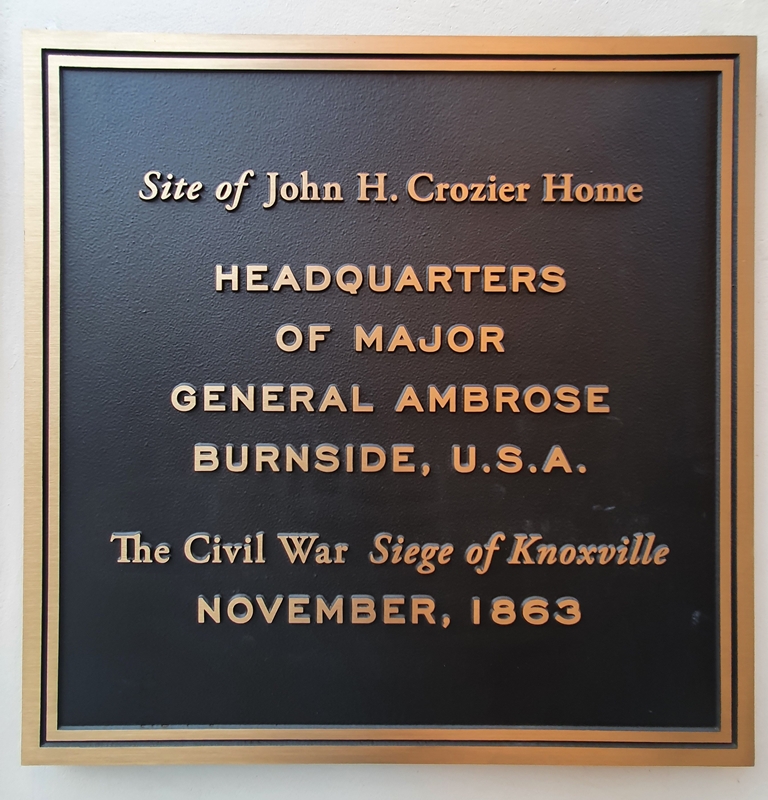 Site of John H. Crozier Home
HEADQUARTERS
OF MAJOR
GENERAL AMBROSE
BURNSIDE, U.S.A.
The Civil War Siege of Knoxville
NOVEMBER, 1863